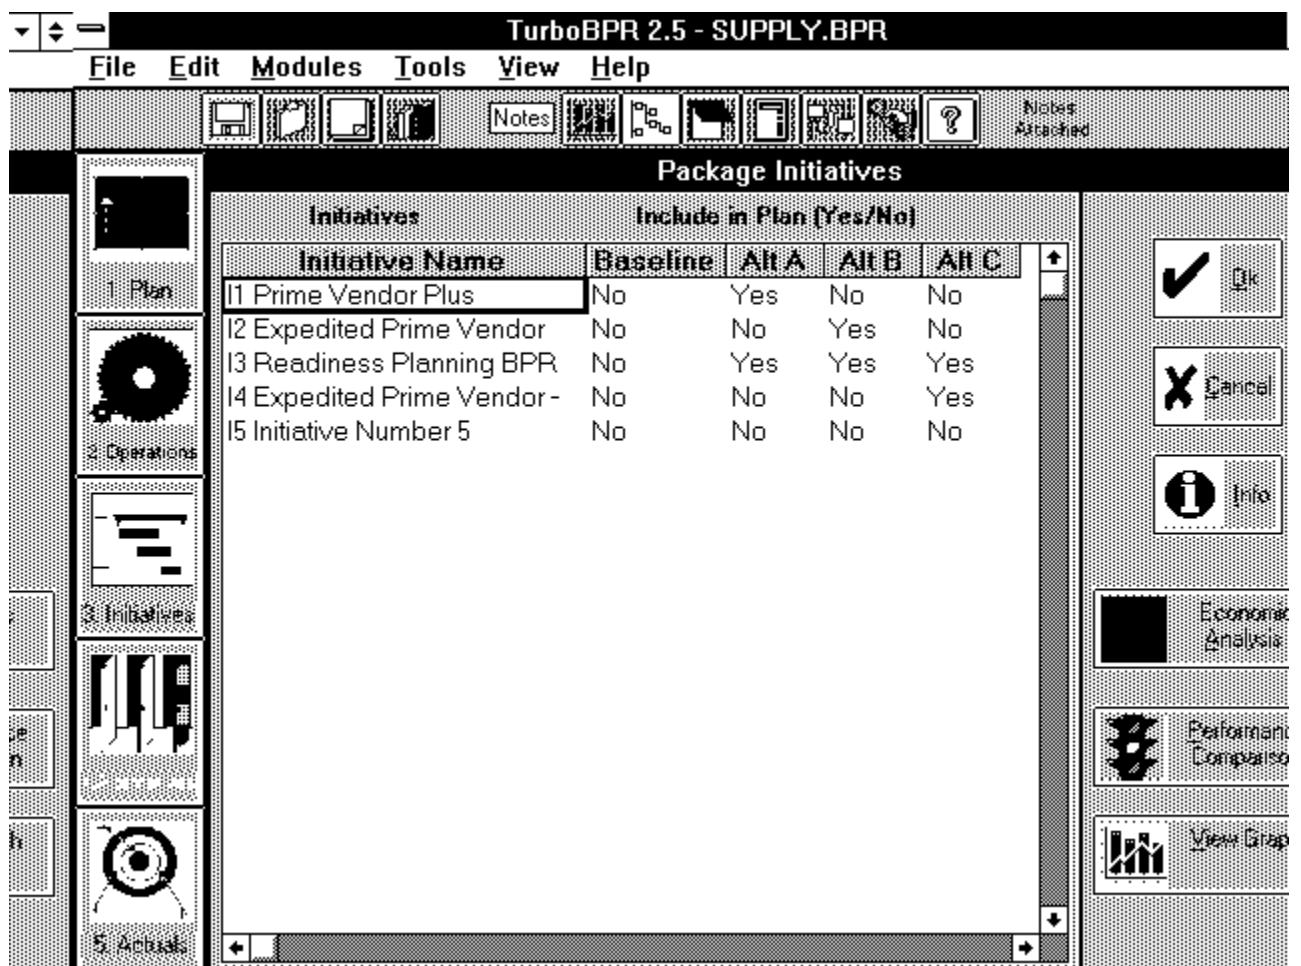 TurboBPR 2.5 - SUPPLY.BPR
File Edit Modules Tools View Help
Notes
?
Notes
Attached
Package Initiatives
Initiatives Include in Plan (Yes/No)
Initiative Name Baseline Alt A Alt B Alt C
I1 Prime Vendor Plus No Yes No No
I2 Expedited Prime Vendor No No Yes No
I3 Readiness Planning BPR No Yes Yes Yes
I4 Expedited Prime Vendor - No No No Yes
I5 Initiative Number 5 No No No No
1. Plan
2 Operations
3. Initiatives
5. Actuals
Ok
Cancel
Info
Economic
Analysis
Performanc
Compariso
View Grap